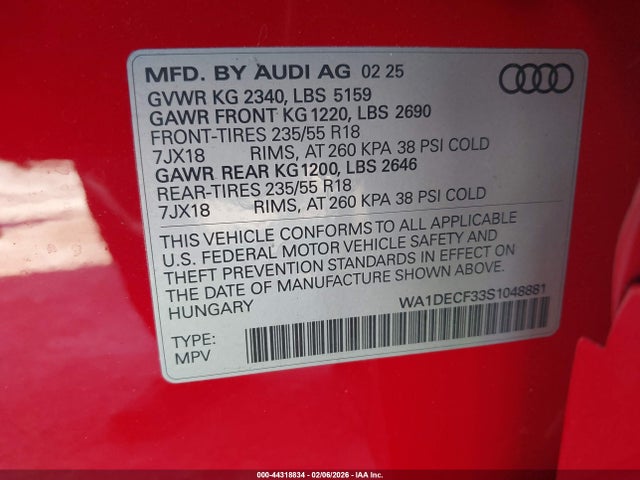 MFD. BY AUDI AG 02 25
GVWR KG 2340, LBS 5159
GAWR FRONT KG 1220, LBS 2690
FRONT-TIRES 235/55 R18
7JX18 RIMS, AT 260 KPA 38 PSI COLD
GAWR REAR KG1200, LBS 2646
REAR-TIRES 235/55 R18
7JX18 RIMS, AT 260 KPA 38 PSI COLD
THIS VEHICLE CONFORMS TO ALL APPLICABLE
U.S. FEDERAL MOTOR VEHICLE SAFETY AND
THEFT PREVENTION STANDARDS IN EFFECT ON
THE DATE OF MANUFACTURE SHOWN ABOVE.
HUNGARY WA1DECF33S1048881
TYPE:
MPV
000-44318834 - 02/06/2026 - IAA Inc.